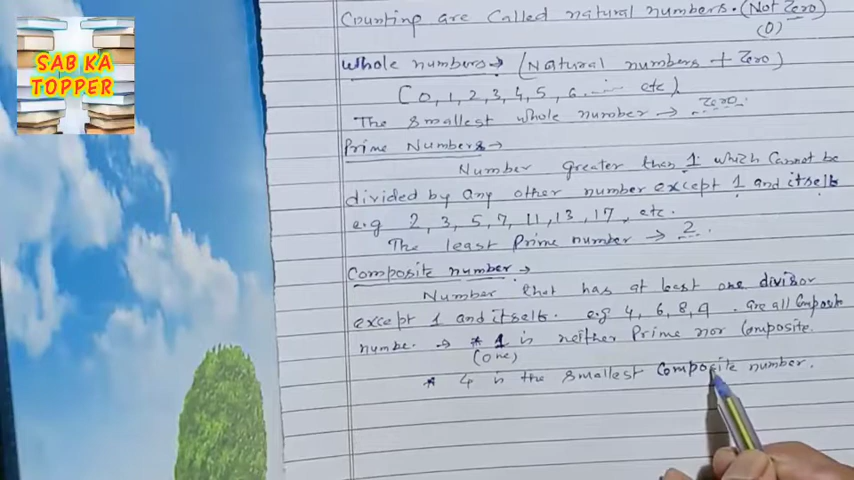 SAB KA
TOPPER
Counting are Called natural numbers. (Not Zero)
(0)
Whole numbers → (Natural numbers + Zero)
(0, 1, 2, 3, 4, 5, 6 ...... etc)
The smallest whole number → Zero.
Prime Numbers →
Number greater then 1 which Cannot be
divided by any other number except 1 and itself
e.g 2, 3, 5, 7, 11, 13, 17, etc.
The least Prime number → 2.
Composite number →
Number that has at least one divisor
except 1 and itself. e.g 4, 6, 8, 9. are all Composite
numbe. → * 1 is neither Prime nor Composite.
(One)
* 4 is the smallest Composite number.